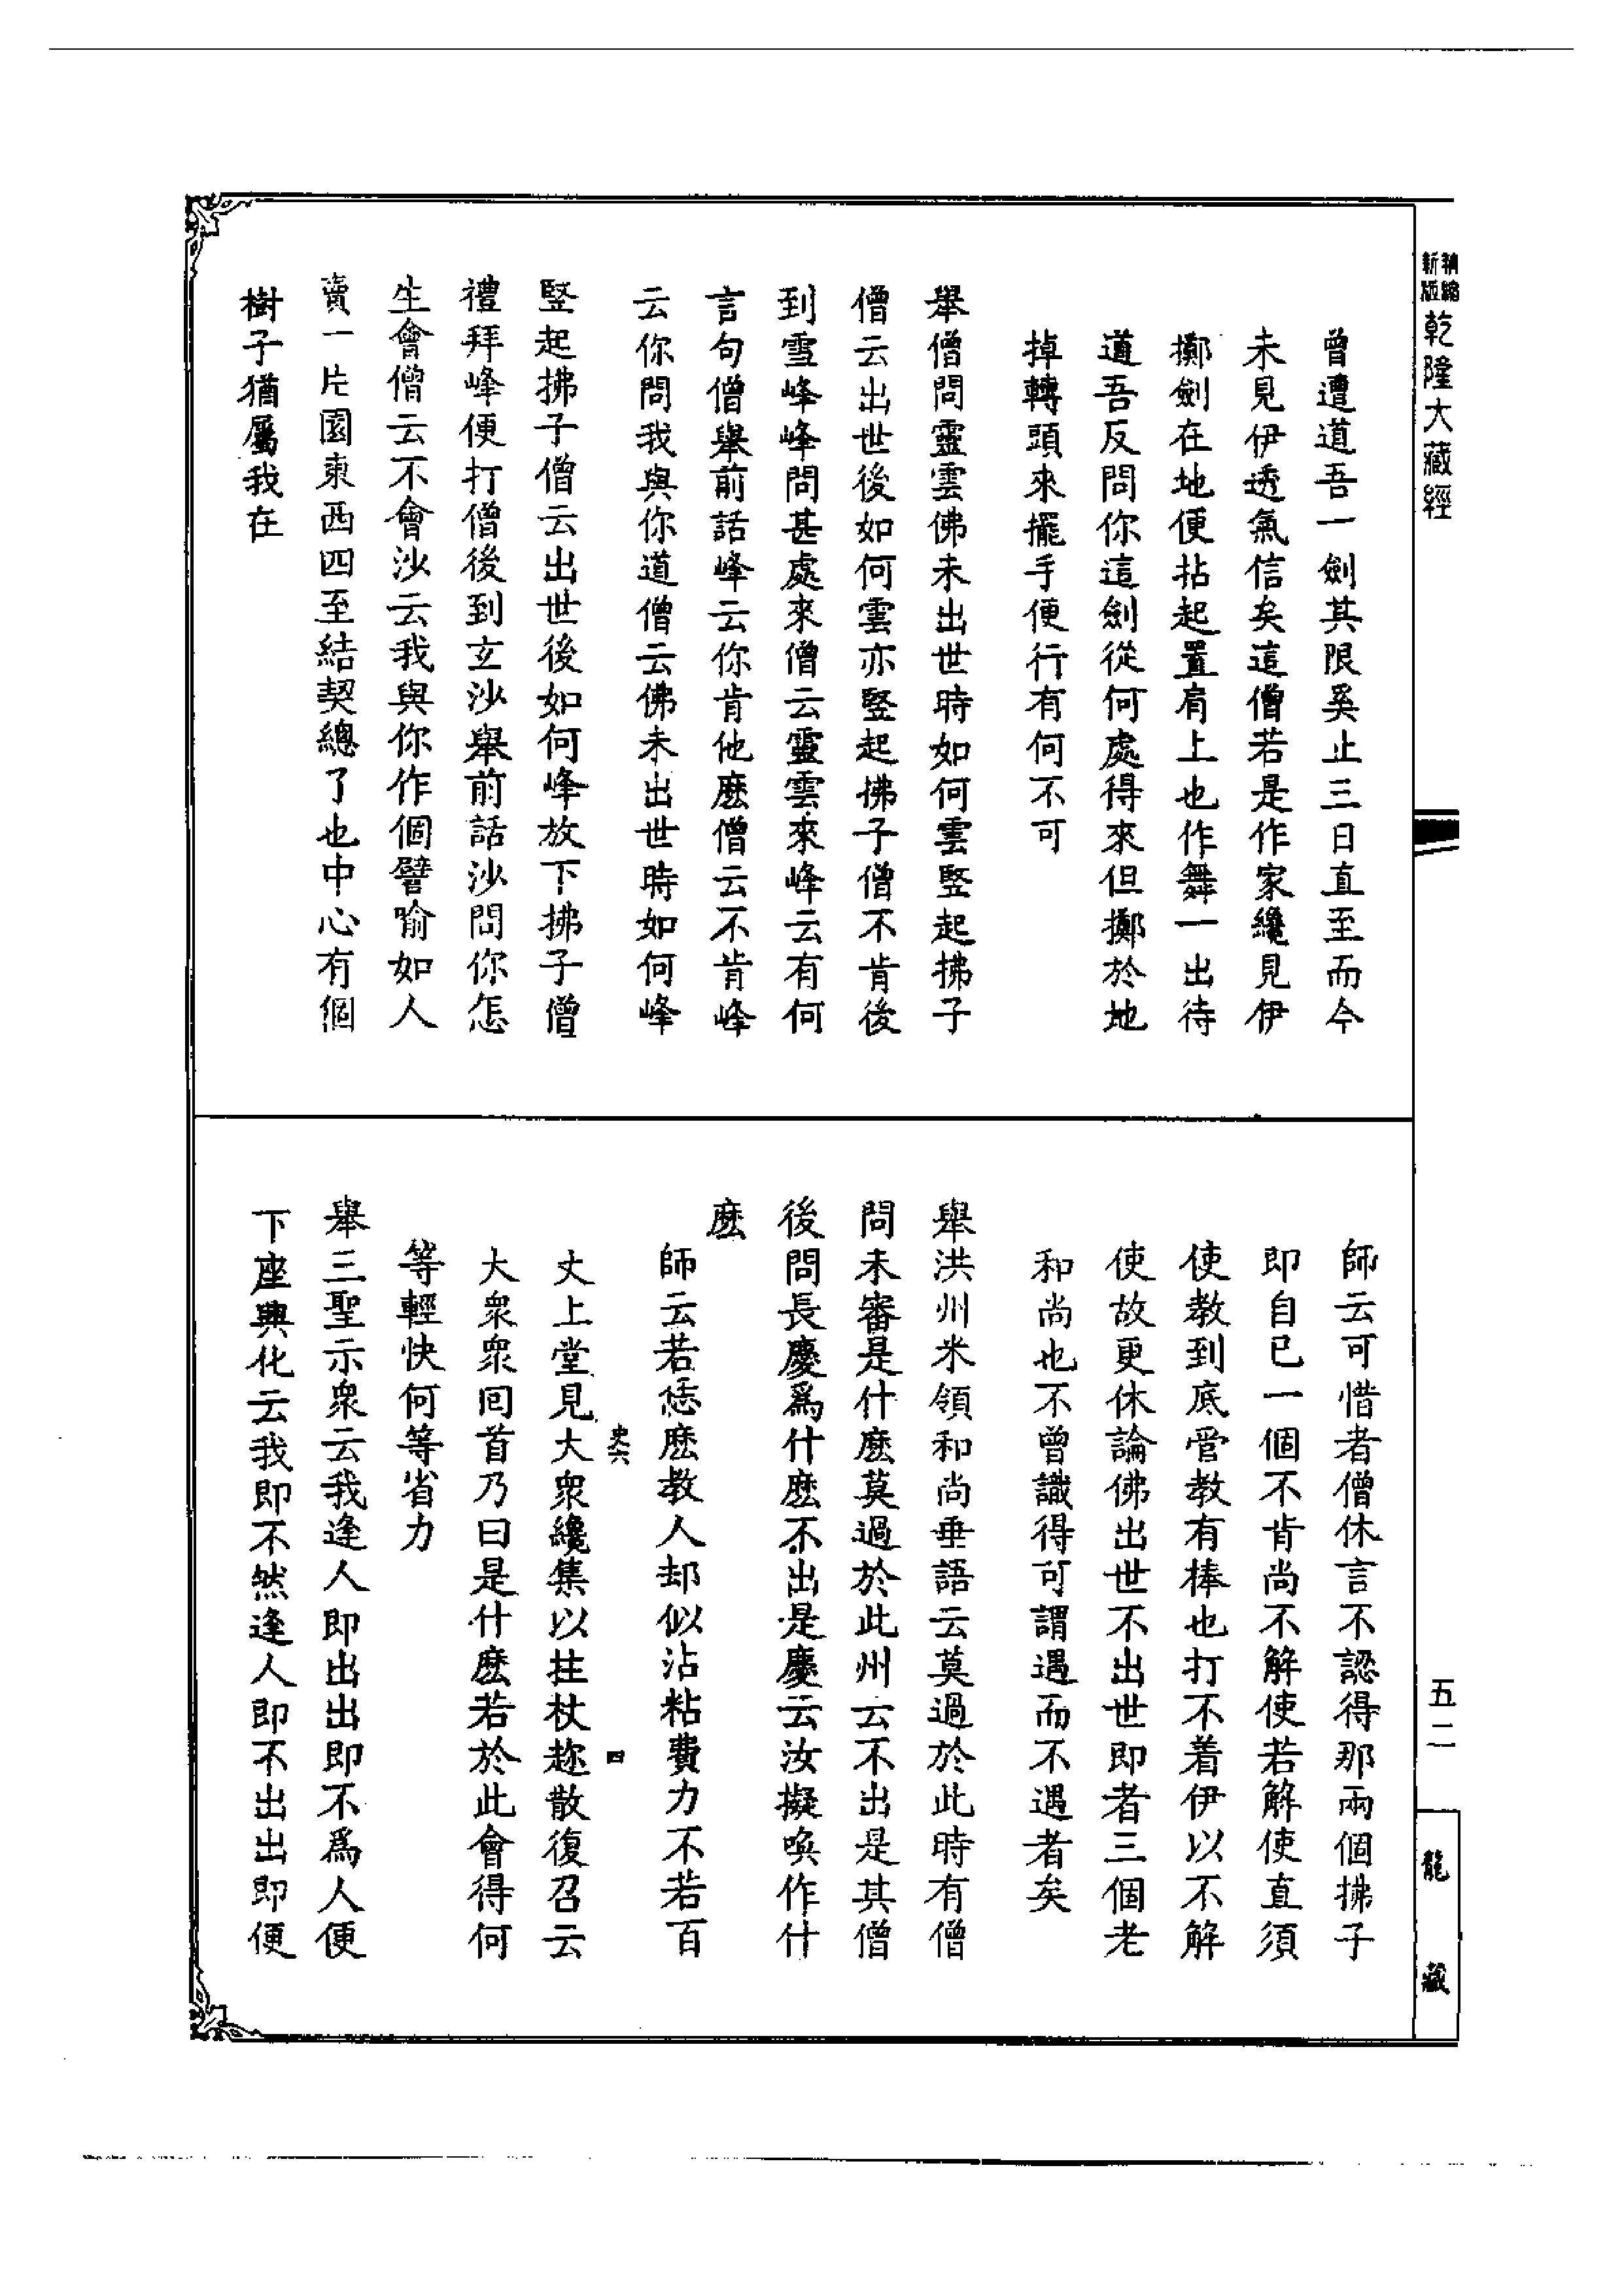 新版精縮
乾隆大藏經
曾遭道吾一劍其限奚止三日直至而今
未見伊透氣信矣這僧若是作家纔見伊
擲劍在地便拈起置肩上也作舞一出待
道吾反問你這劍從何處得來但擲於地
掉轉頭來擺手便行有何不可
舉僧問靈雲佛未出世時如何雲竪起拂子
僧云出世後如何雲亦竪起拂子僧不肯後
到雪峰峰問甚處來僧云靈雲來峰云有何
言句僧舉前話峰云你肯他麽僧云不肯峰
云你問我與你道僧云佛未出世時如何峰
竪起拂子僧云出世後如何峰放下拂子僧
禮拜峰便打僧後到玄沙舉前話沙問你怎
生會僧云不會沙云我與你作個譬喻如人
賣一片園東西四至結契總了也中心有個
樹子猶屬我在
師云可惜者僧休言不認得那兩個拂子
即自己一個不肯尚不解使若解使直須
使教到底管教有棒也打不着伊以不解
使故更休論佛出世不出世即者三個老
和尚也不曾識得可謂遇而不遇者矣
舉洪州米嶺和尚垂語云莫過於此時有僧
問未審是什麽莫過於此州云不出是其僧
後問長慶爲什麽不出是慶云汝擬喚作什
麽
師云若恁麽教人却似沾粘費力不若百
史六
四
丈上堂見大衆纔集以拄杖趂散復召云
大衆衆囘首乃曰是什麽若於此會得何
等輕快何等省力
舉三聖示衆云我逢人即出出即不爲人便
下座興化云我即不然逢人即不出出即便
五二
龍藏